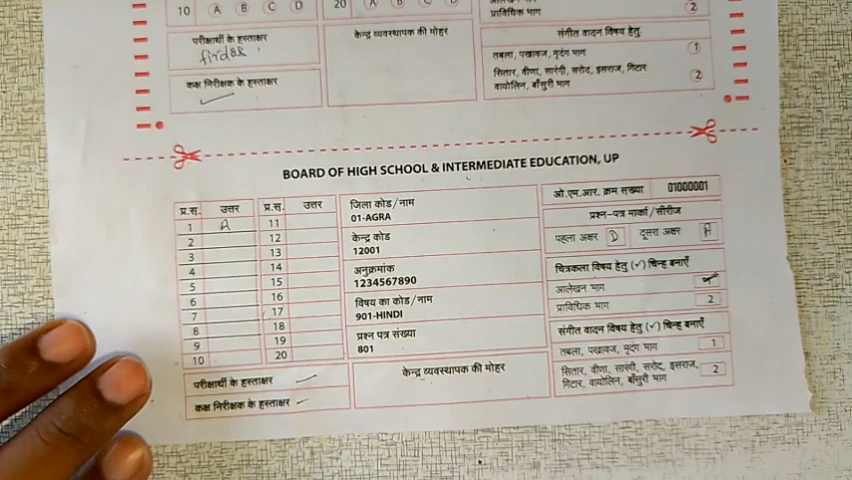 10 A B C D 20 A B C D
प्राविधिक भाग 2
परीक्षार्थी के हस्ताक्षर
केन्द्र व्यवस्थापक की मोहर
संगीत वादन विषय हेतु
तबला, पखावज, मृदंग भाग 1
कक्ष निरीक्षक के हस्ताक्षर
सितार, वीणा, सारंगी, सरोद, इसराज, गिटार
वायोलिन, बाँसुरी भाग 2
BOARD OF HIGH SCHOOL & INTERMEDIATE EDUCATION, UP
प्र.स. उत्तर प्र.स. उत्तर
1 A 11
2 12
3 13
4 14
5 15
6 16
7 17
8 18
9 19
10 20
परीक्षार्थी के हस्ताक्षर
कक्ष निरीक्षक के हस्ताक्षर
जिला कोड/नाम
01-AGRA
केन्द्र कोड
12001
अनुक्रमांक
1234567890
विषय का कोड/नाम
901-HINDI
प्रश्न पत्र संख्या
801
केन्द्र व्यवस्थापक की मोहर
ओ.एम.आर. क्रम सख्या 01000001
प्रश्न-पत्र मार्का/सीरीज
पहला अक्षर D दूसरा अक्षर A
चित्रकला विषय हेतु (✓) चिन्ह बनाएँ
आलेखन भाग
प्राविधिक भाग 2
संगीत वादन विषय हेतु (✓) चिन्ह बनाएँ
तबला, पखावज, मृदंग भाग 1
सितार, वीणा, सारंगी, सरोद, इसराज,
गिटार, वायोलिन, बाँसुरी भाग 2